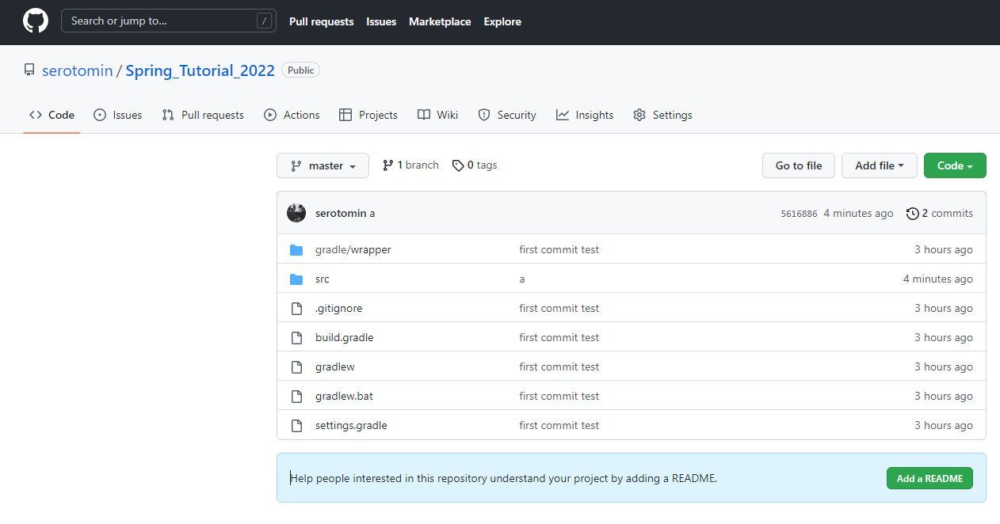 Search or jump to... /
Pull requests Issues Marketplace Explore
serotomin / Spring_Tutorial_2022 Public
Code Issues Pull requests Actions Projects Wiki Security Insights Settings
master 1 branch 0 tags Go to file Add file Code
serotomin a 5616886 4 minutes ago 2 commits
gradle/wrapper first commit test 3 hours ago
src a 4 minutes ago
.gitignore first commit test 3 hours ago
build.gradle first commit test 3 hours ago
gradlew first commit test 3 hours ago
gradlew.bat first commit test 3 hours ago
settings.gradle first commit test 3 hours ago
Help people interested in this repository understand your project by adding a README. Add a README